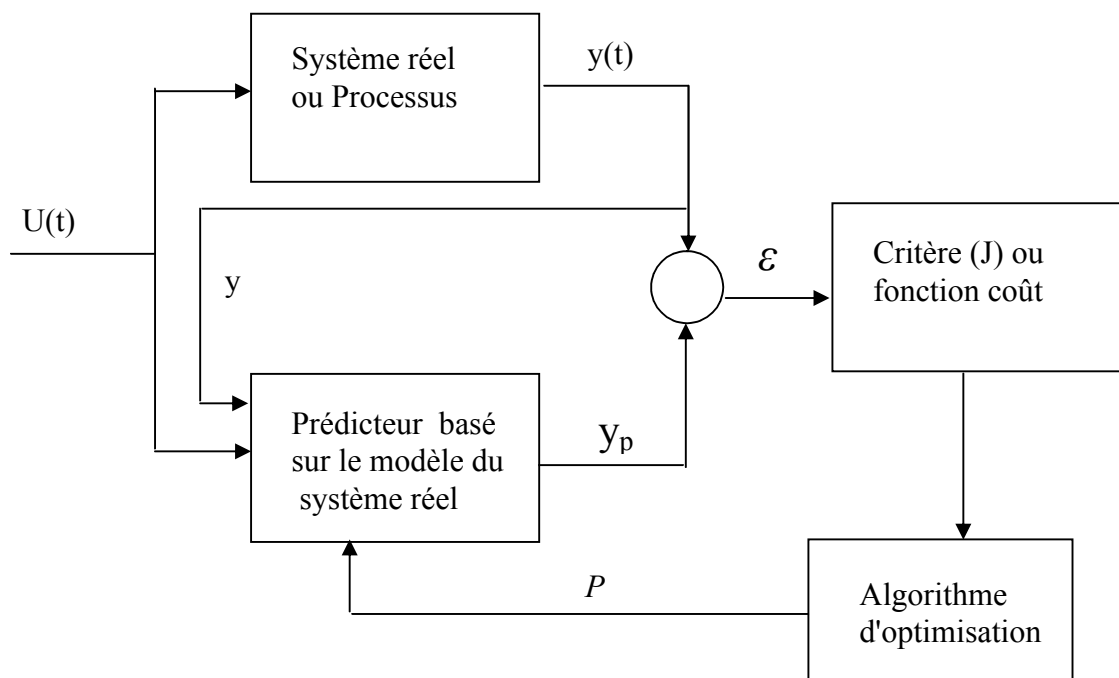 Système réel
ou Processus
y(t)
U(t)
y
ε
Critère (J) ou
fonction coût
Prédicteur basé
sur le modèle du
système réel
yₚ
P
Algorithme
d'optimisation